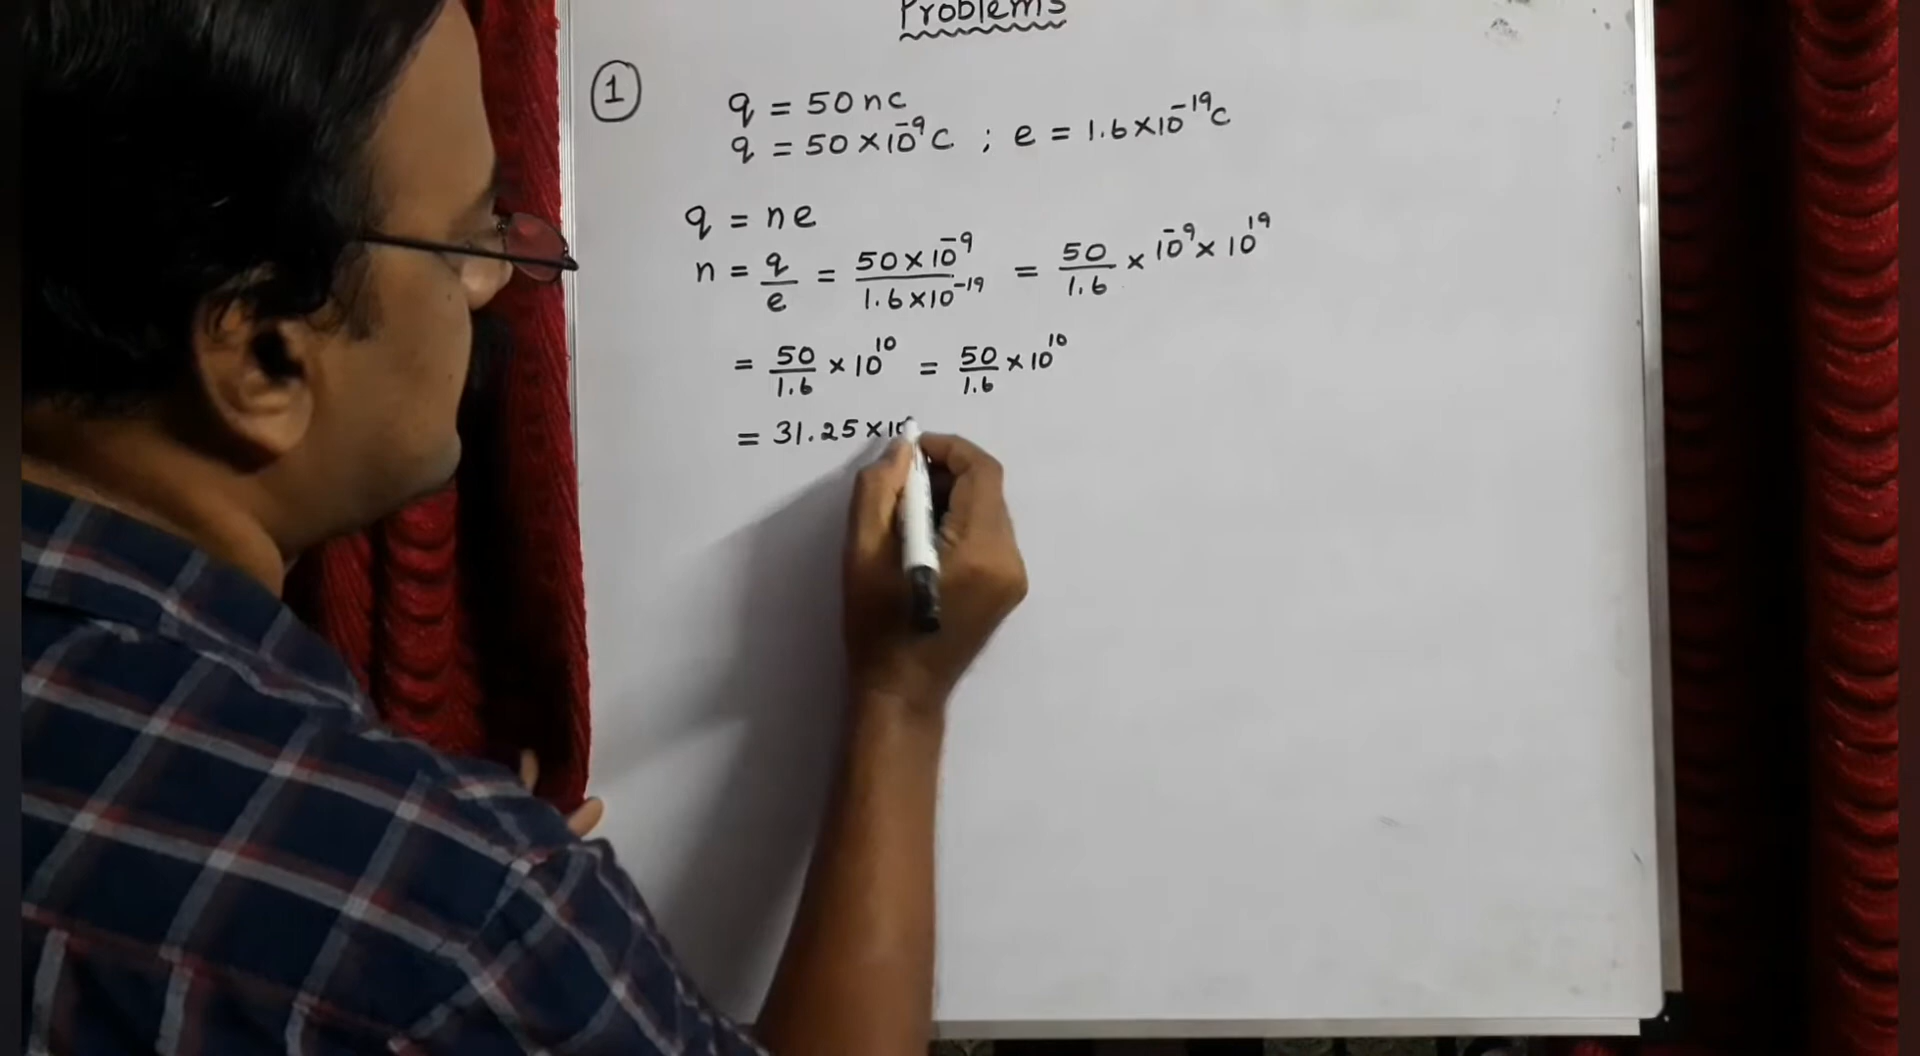 Problems
1
q = 50 nc
q = 50 × 10⁻⁹ C ; e = 1.6 × 10⁻¹⁹ C
q = ne
n = q/e = 50 × 10⁻⁹ / 1.6 × 10⁻¹⁹ = 50/1.6 × 10⁻⁹ × 10¹⁹
= 50/1.6 × 10¹⁰ = 50/1.6 × 10¹⁰
= 31.25 × 10